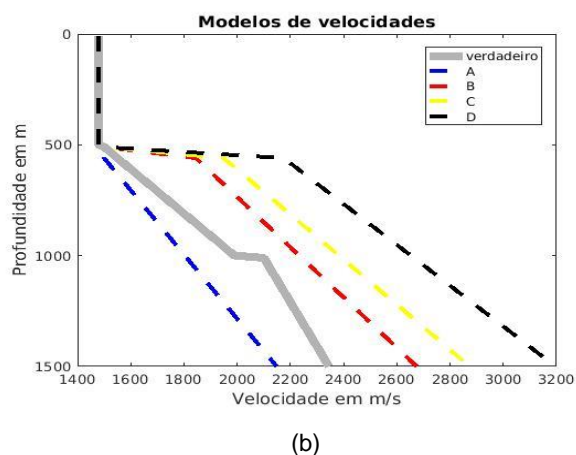 Modelos de velocidades
verdadeiro
A
B
C
D
Profundidade em m
0
500
1000
1500
1400 1600 1800 2000 2200 2400 2600 2800 3000 3200
Velocidade em m/s
(b)